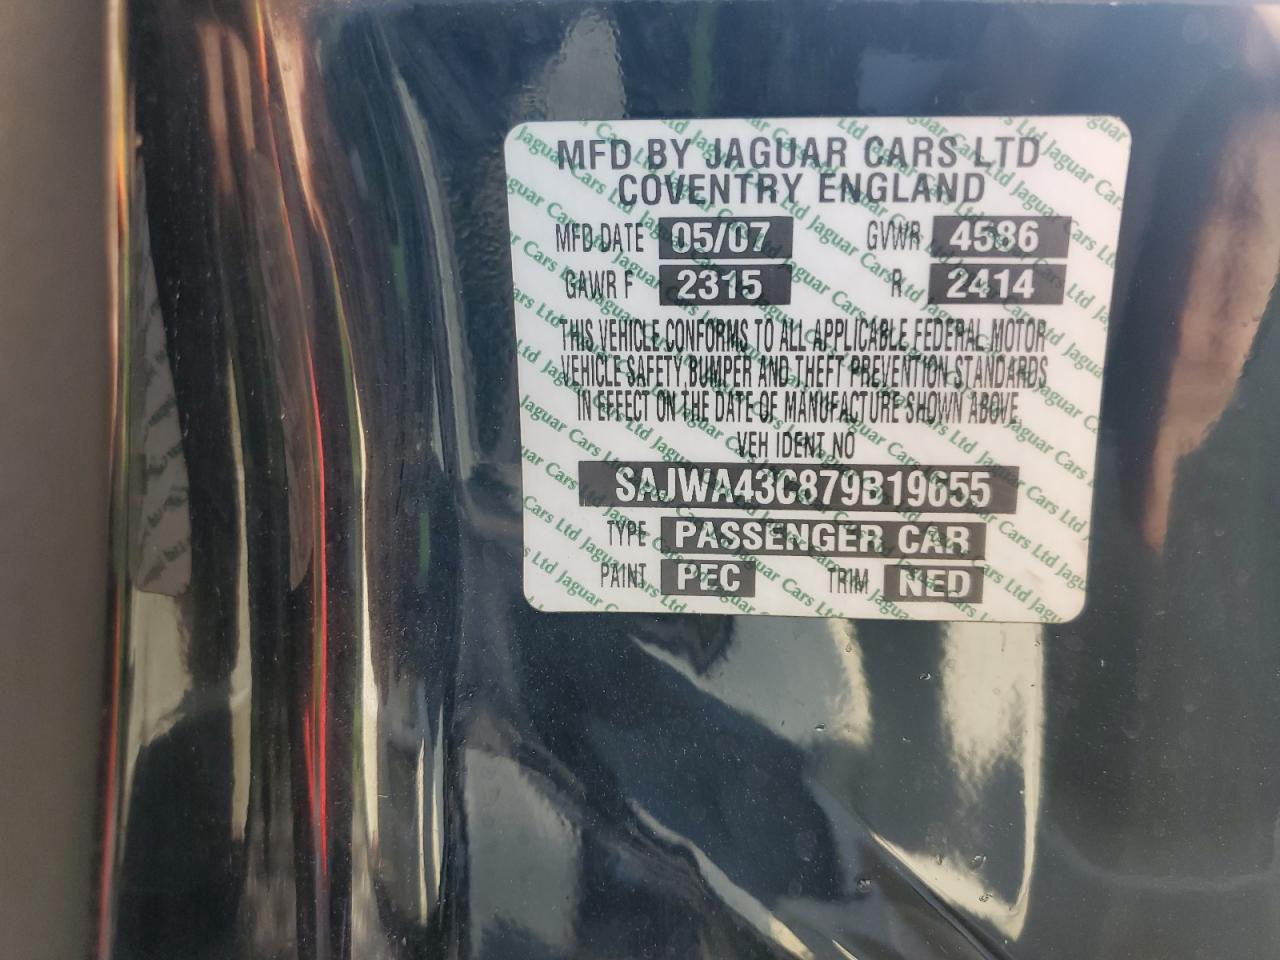 MFD BY JAGUAR CARS LTD
COVENTRY ENGLAND
MFD DATE 05/07 GVWR 4586
GAWR F 2315 R 2414
THIS VEHICLE CONFORMS TO ALL APPLICABLE FEDERAL MOTOR
VEHICLE SAFETY, BUMPER AND THEFT PREVENTION STANDARDS
IN EFFECT ON THE DATE OF MANUFACTURE SHOWN ABOVE
VEH IDENT NO
SAJWA43C879B19655
TYPE PASSENGER CAR
PAINT PEC TRIM NED